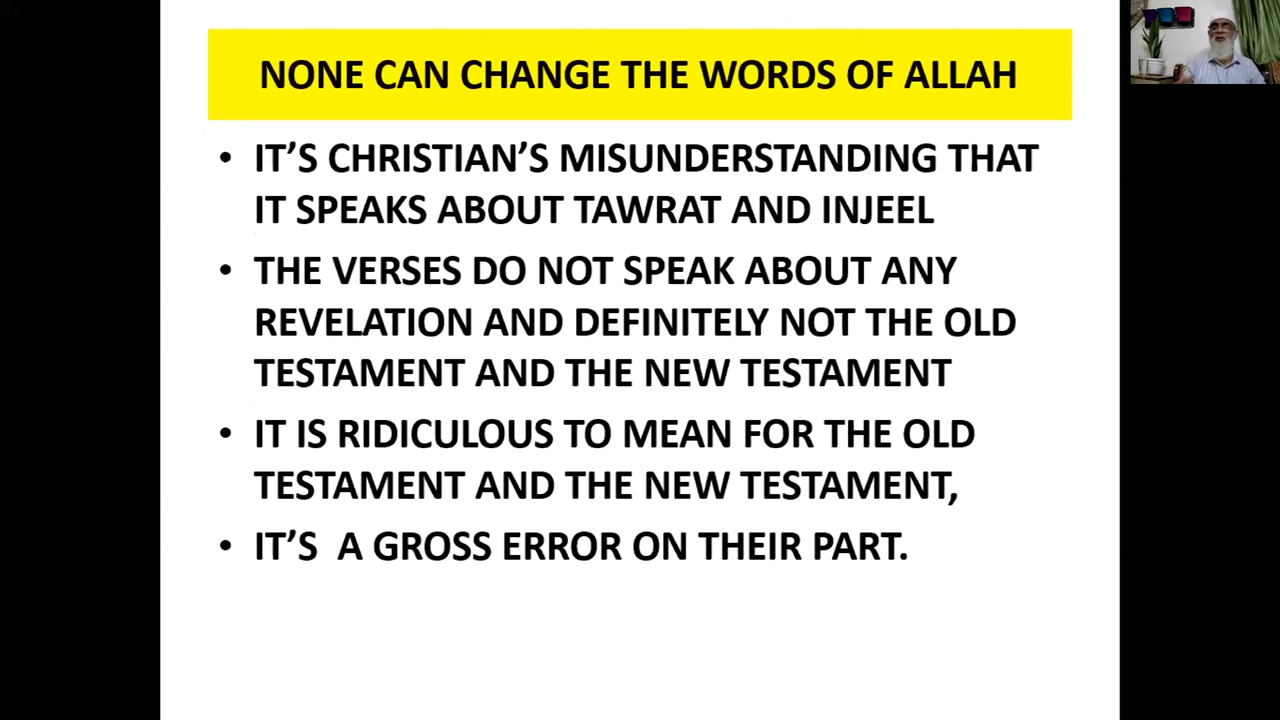 NONE CAN CHANGE THE WORDS OF ALLAH
• IT’S CHRISTIAN’S MISUNDERSTANDING THAT
IT SPEAKS ABOUT TAWRAT AND INJEEL
• THE VERSES DO NOT SPEAK ABOUT ANY
REVELATION AND DEFINITELY NOT THE OLD
TESTAMENT AND THE NEW TESTAMENT
• IT IS RIDICULOUS TO MEAN FOR THE OLD
TESTAMENT AND THE NEW TESTAMENT,
• IT’S  A GROSS ERROR ON THEIR PART.